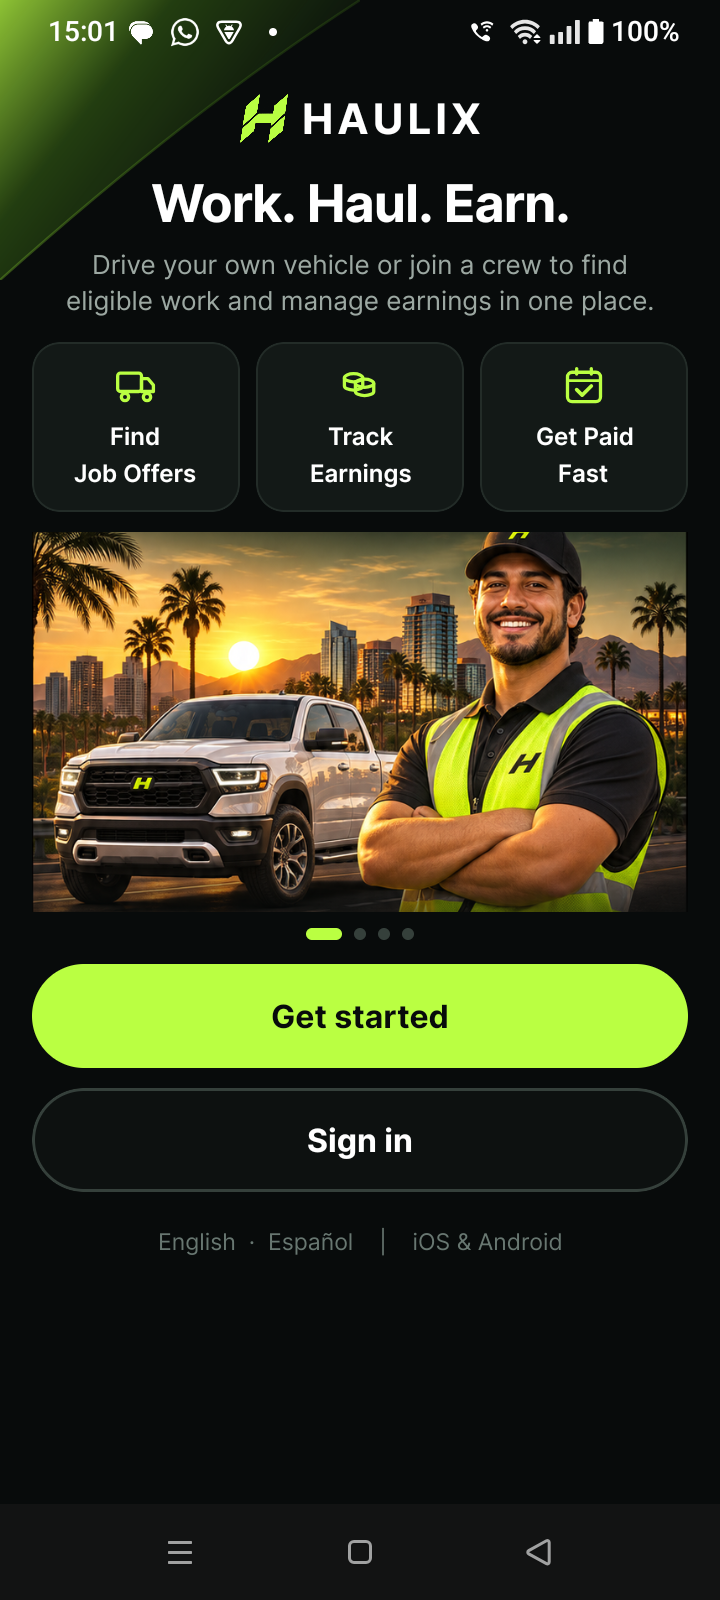 15:01
100%
HAULIX
Work. Haul. Earn.
Drive your own vehicle or join a crew to find
eligible work and manage earnings in one place.
Find
Job Offers
Track
Earnings
Get Paid
Fast
Get started
Sign in
English · Español | iOS & Android